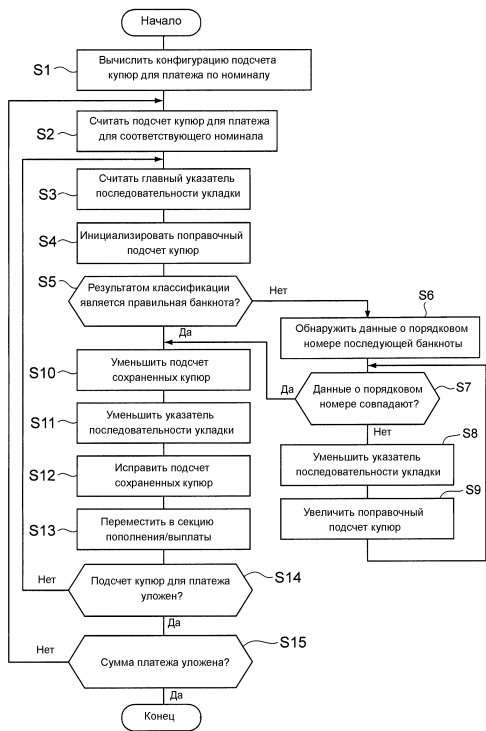 Начало
S1
Вычислить конфигурацию подсчета
купюр для платежа по номиналу
S2
Считать подсчет купюр для платежа
для соответствующего номинала
S3
Считать главный указатель
последовательности укладки
S4
Инициализировать поправочный
подсчет купюр
S5
Результатом классификации
является правильная банкнота?
Нет
Да
S6
Обнаружить данные о порядковом
номере последующей банкноты
S7
Данные о порядковом
номере совпадают?
Да
Нет
S8
Уменьшить указатель
последовательности укладки
S9
Увеличить поправочный
подсчет купюр
S10
Уменьшить подсчет
сохраненных купюр
S11
Уменьшить указатель
последовательности укладки
S12
Исправить подсчет
сохраненных купюр
S13
Переместить в секцию
пополнения/выплаты
S14
Нет
Подсчет купюр для платежа
уложен?
Да
S15
Нет
Сумма платежа уложена?
Да
Конец